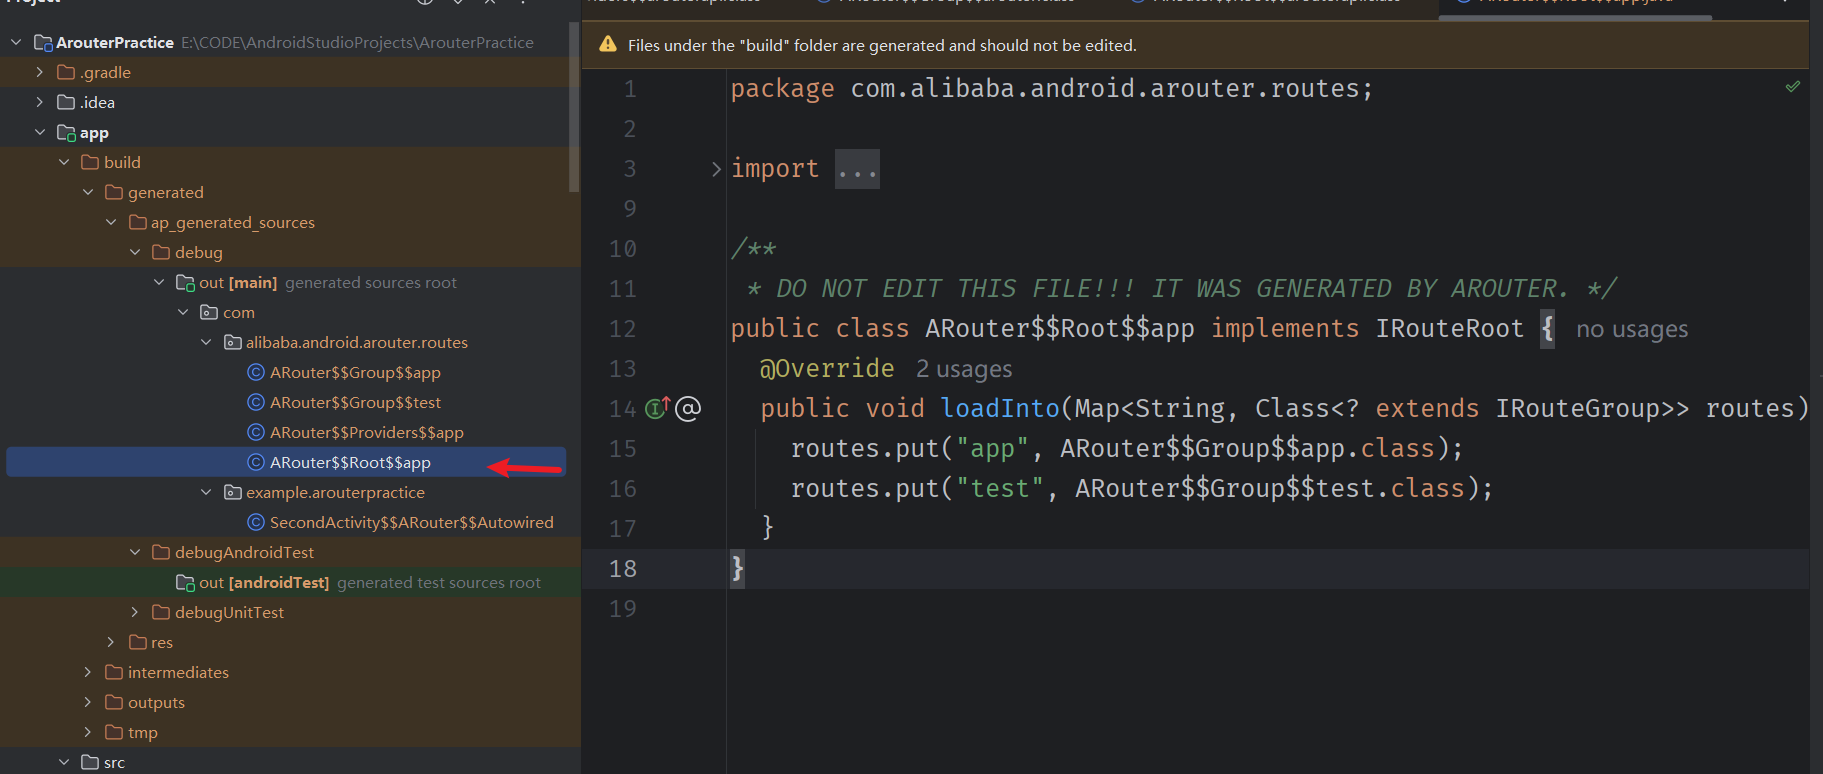 Project
ArouterPractice E:\CODE\AndroidStudioProjects\ArouterPractice
.gradle
.idea
app
build
generated
ap_generated_sources
debug
out [main] generated sources root
com
alibaba.android.arouter.routes
ARouter$$Group$$app
ARouter$$Group$$test
ARouter$$Providers$$app
ARouter$$Root$$app
example.arouterpractice
SecondActivity$$ARouter$$Autowired
debugAndroidTest
out [androidTest] generated test sources root
debugUnitTest
res
intermediates
outputs
tmp
src
Files under the "build" folder are generated and should not be edited.
1 package com.alibaba.android.arouter.routes;
2
3 import ...
9
10 /**
11 * DO NOT EDIT THIS FILE!!! IT WAS GENERATED BY AROUTER. */
12 public class ARouter$$Root$$app implements IRouteRoot { no usages
13 @Override 2 usages
14 public void loadInto(Map<String, Class<? extends IRouteGroup>> routes)
15 routes.put("app", ARouter$$Group$$app.class);
16 routes.put("test", ARouter$$Group$$test.class);
17 }
18 }
19